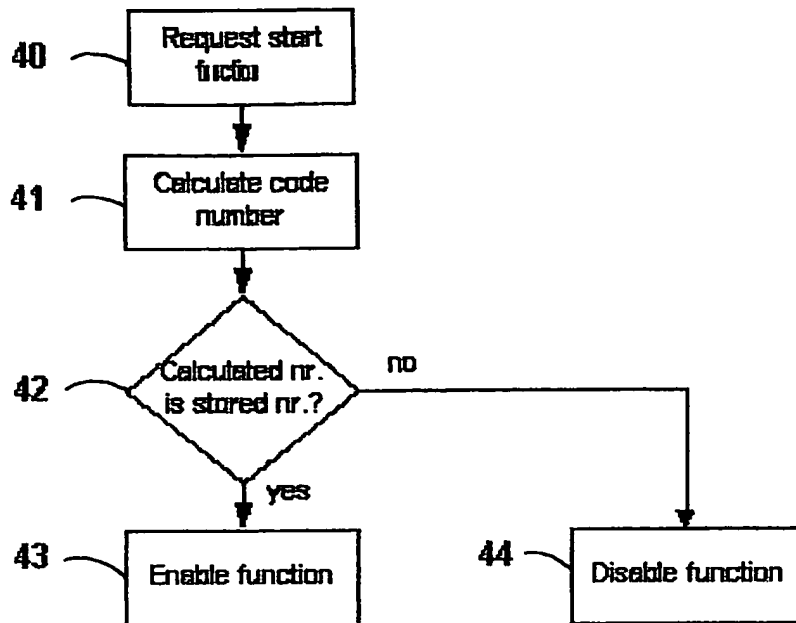 40
Request start
fnction
41
Calculate code
number
42
Calculated nr.
is stored nr.?
no
yes
43
Enable function
44
Disable function